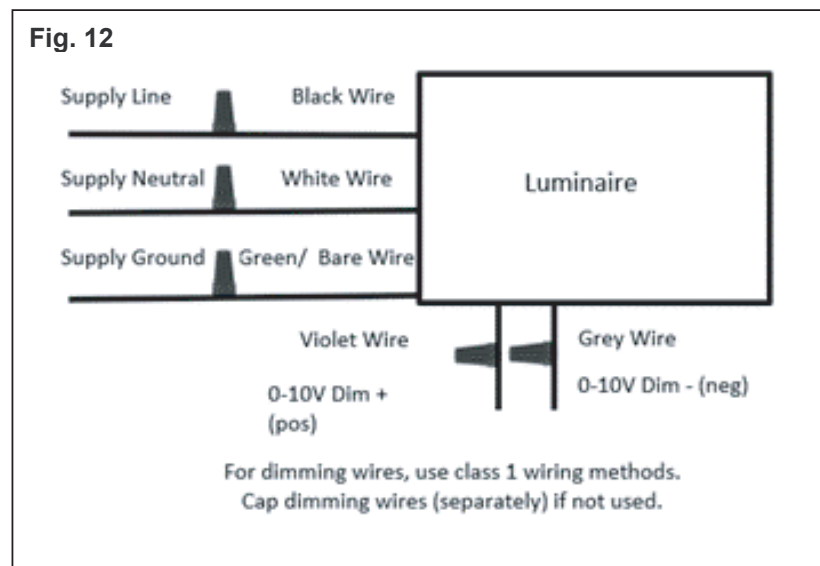 Fig. 12
Supply Line Black Wire
Supply Neutral White Wire
Luminaire
Supply Ground Green/ Bare Wire
Violet Wire Grey Wire
0-10V Dim +
(pos)
0-10V Dim - (neg)
For dimming wires, use class 1 wiring methods.
Cap dimming wires (separately) if not used.